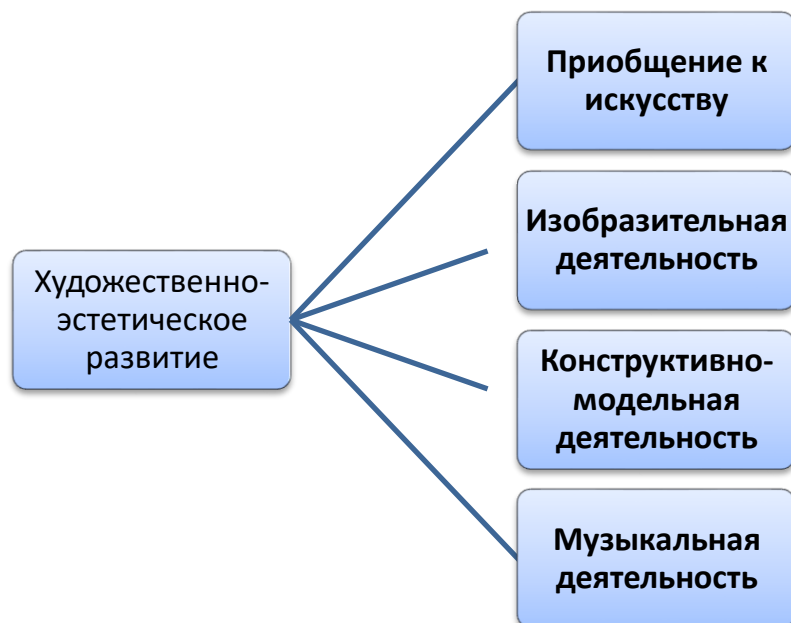 Приобщение к
искусству
Изобразительная
деятельность
Художественно-
эстетическое
развитие
Конструктивно-
модельная
деятельность
Музыкальная
деятельность